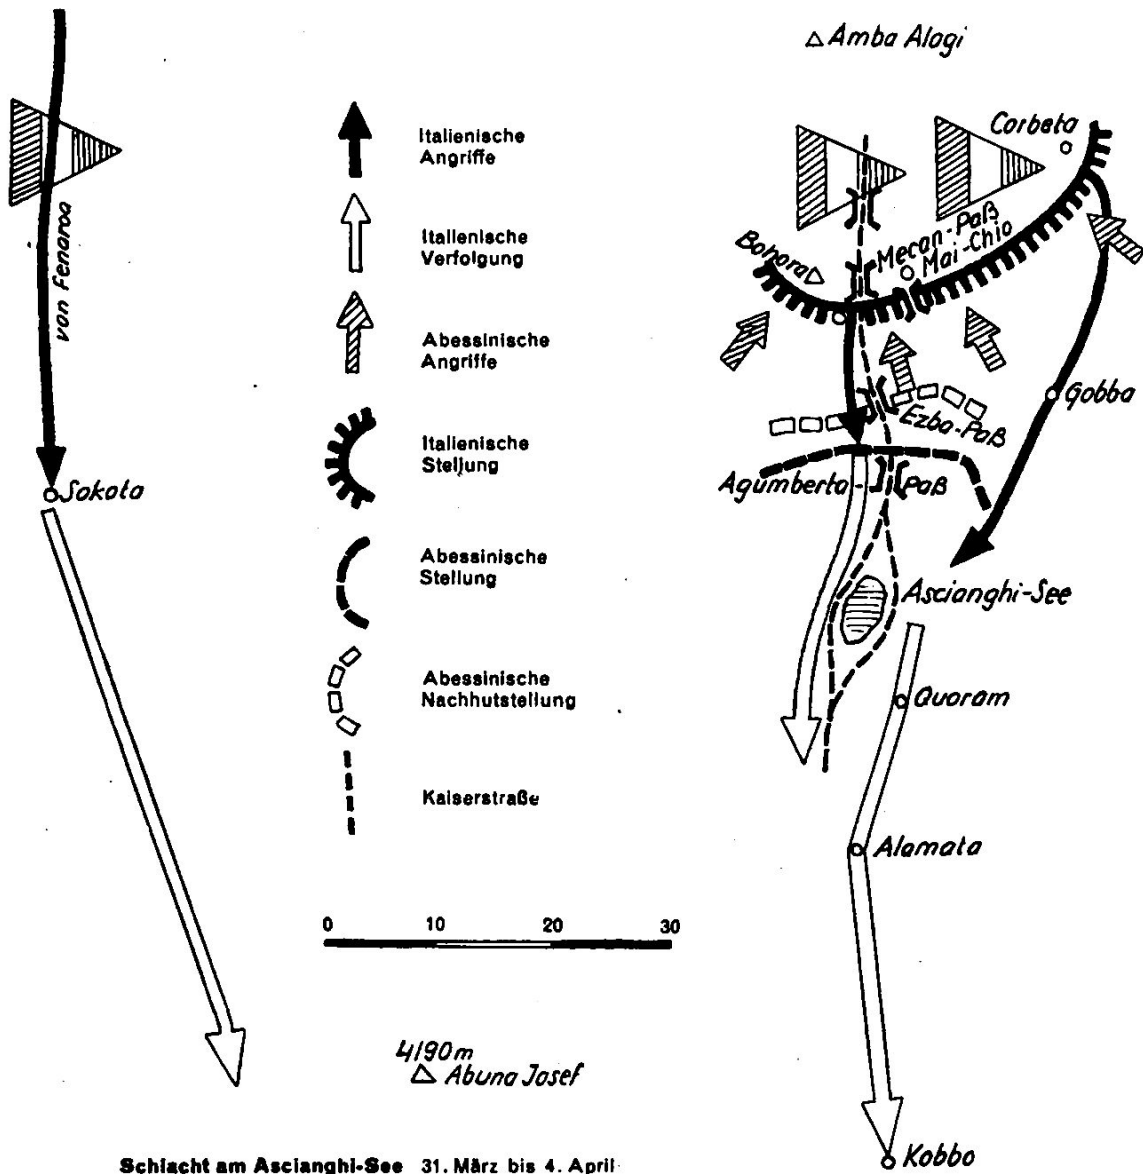 Amba Alagi
Corbeta
Mecan-Paß
Mai-Chio
Bohora
von Fenaroa
Italienische
Angriffe
Italienische
Verfolgung
Abessinische
Angriffe
Gobba
Ezba-Paß
Italienische
Stellung
Agumberta-Paß
Sokota
Abessinische
Stellung
Ascianghi-See
Abessinische
Nachhutstellung
Quoram
Kaiserstraße
Alamata
0 10 20 30
4190m
Abuna Josef
Kobbo
Schlacht am Ascianghi-See 31. März bis 4. April